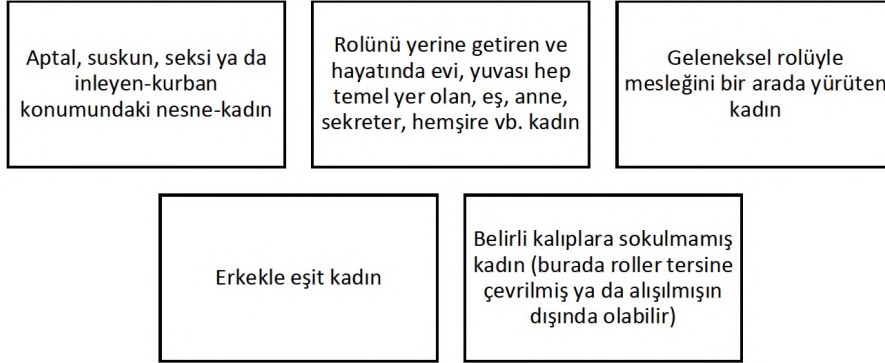 Aptal, suskun, seksi ya da
inleyen-kurban
konumundaki nesne-kadın
Rolünü yerine getiren ve
hayatında evi, yuvası hep
temel yer olan, eş, anne,
sekreter, hemşire vb. kadın
Geleneksel rolüyle
mesleğini bir arada yürüten
kadın
Erkekle eşit kadın
Belirli kalıplara sokulmamış
kadın (burada roller tersine
çevrilmiş ya da alışılmışın
dışında olabilir)